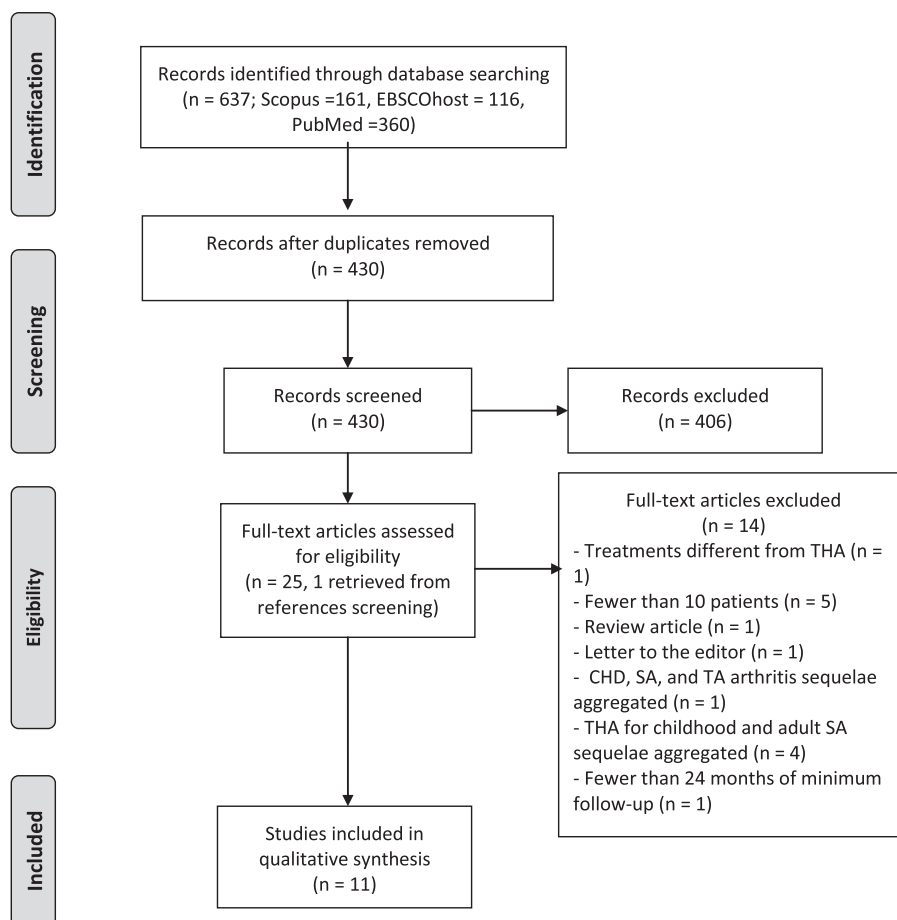 Identification
Records identified through database searching
(n = 637; Scopus =161, EBSCOhost = 116,
PubMed =360)
Records after duplicates removed
(n = 430)
Screening
Records screened
(n = 430)
Records excluded
(n = 406)
Eligibility
Full-text articles assessed
for eligibility
(n = 25, 1 retrieved from
references screening)
Full-text articles excluded
(n = 14)
- Treatments different from THA (n =
1)
- Fewer than 10 patients (n = 5)
- Review article (n = 1)
- Letter to the editor (n = 1)
- CHD, SA, and TA arthritis sequelae
aggregated (n = 1)
- THA for childhood and adult SA
sequelae aggregated (n = 4)
- Fewer than 24 months of minimum
follow-up (n = 1)
Included
Studies included in
qualitative synthesis
(n = 11)